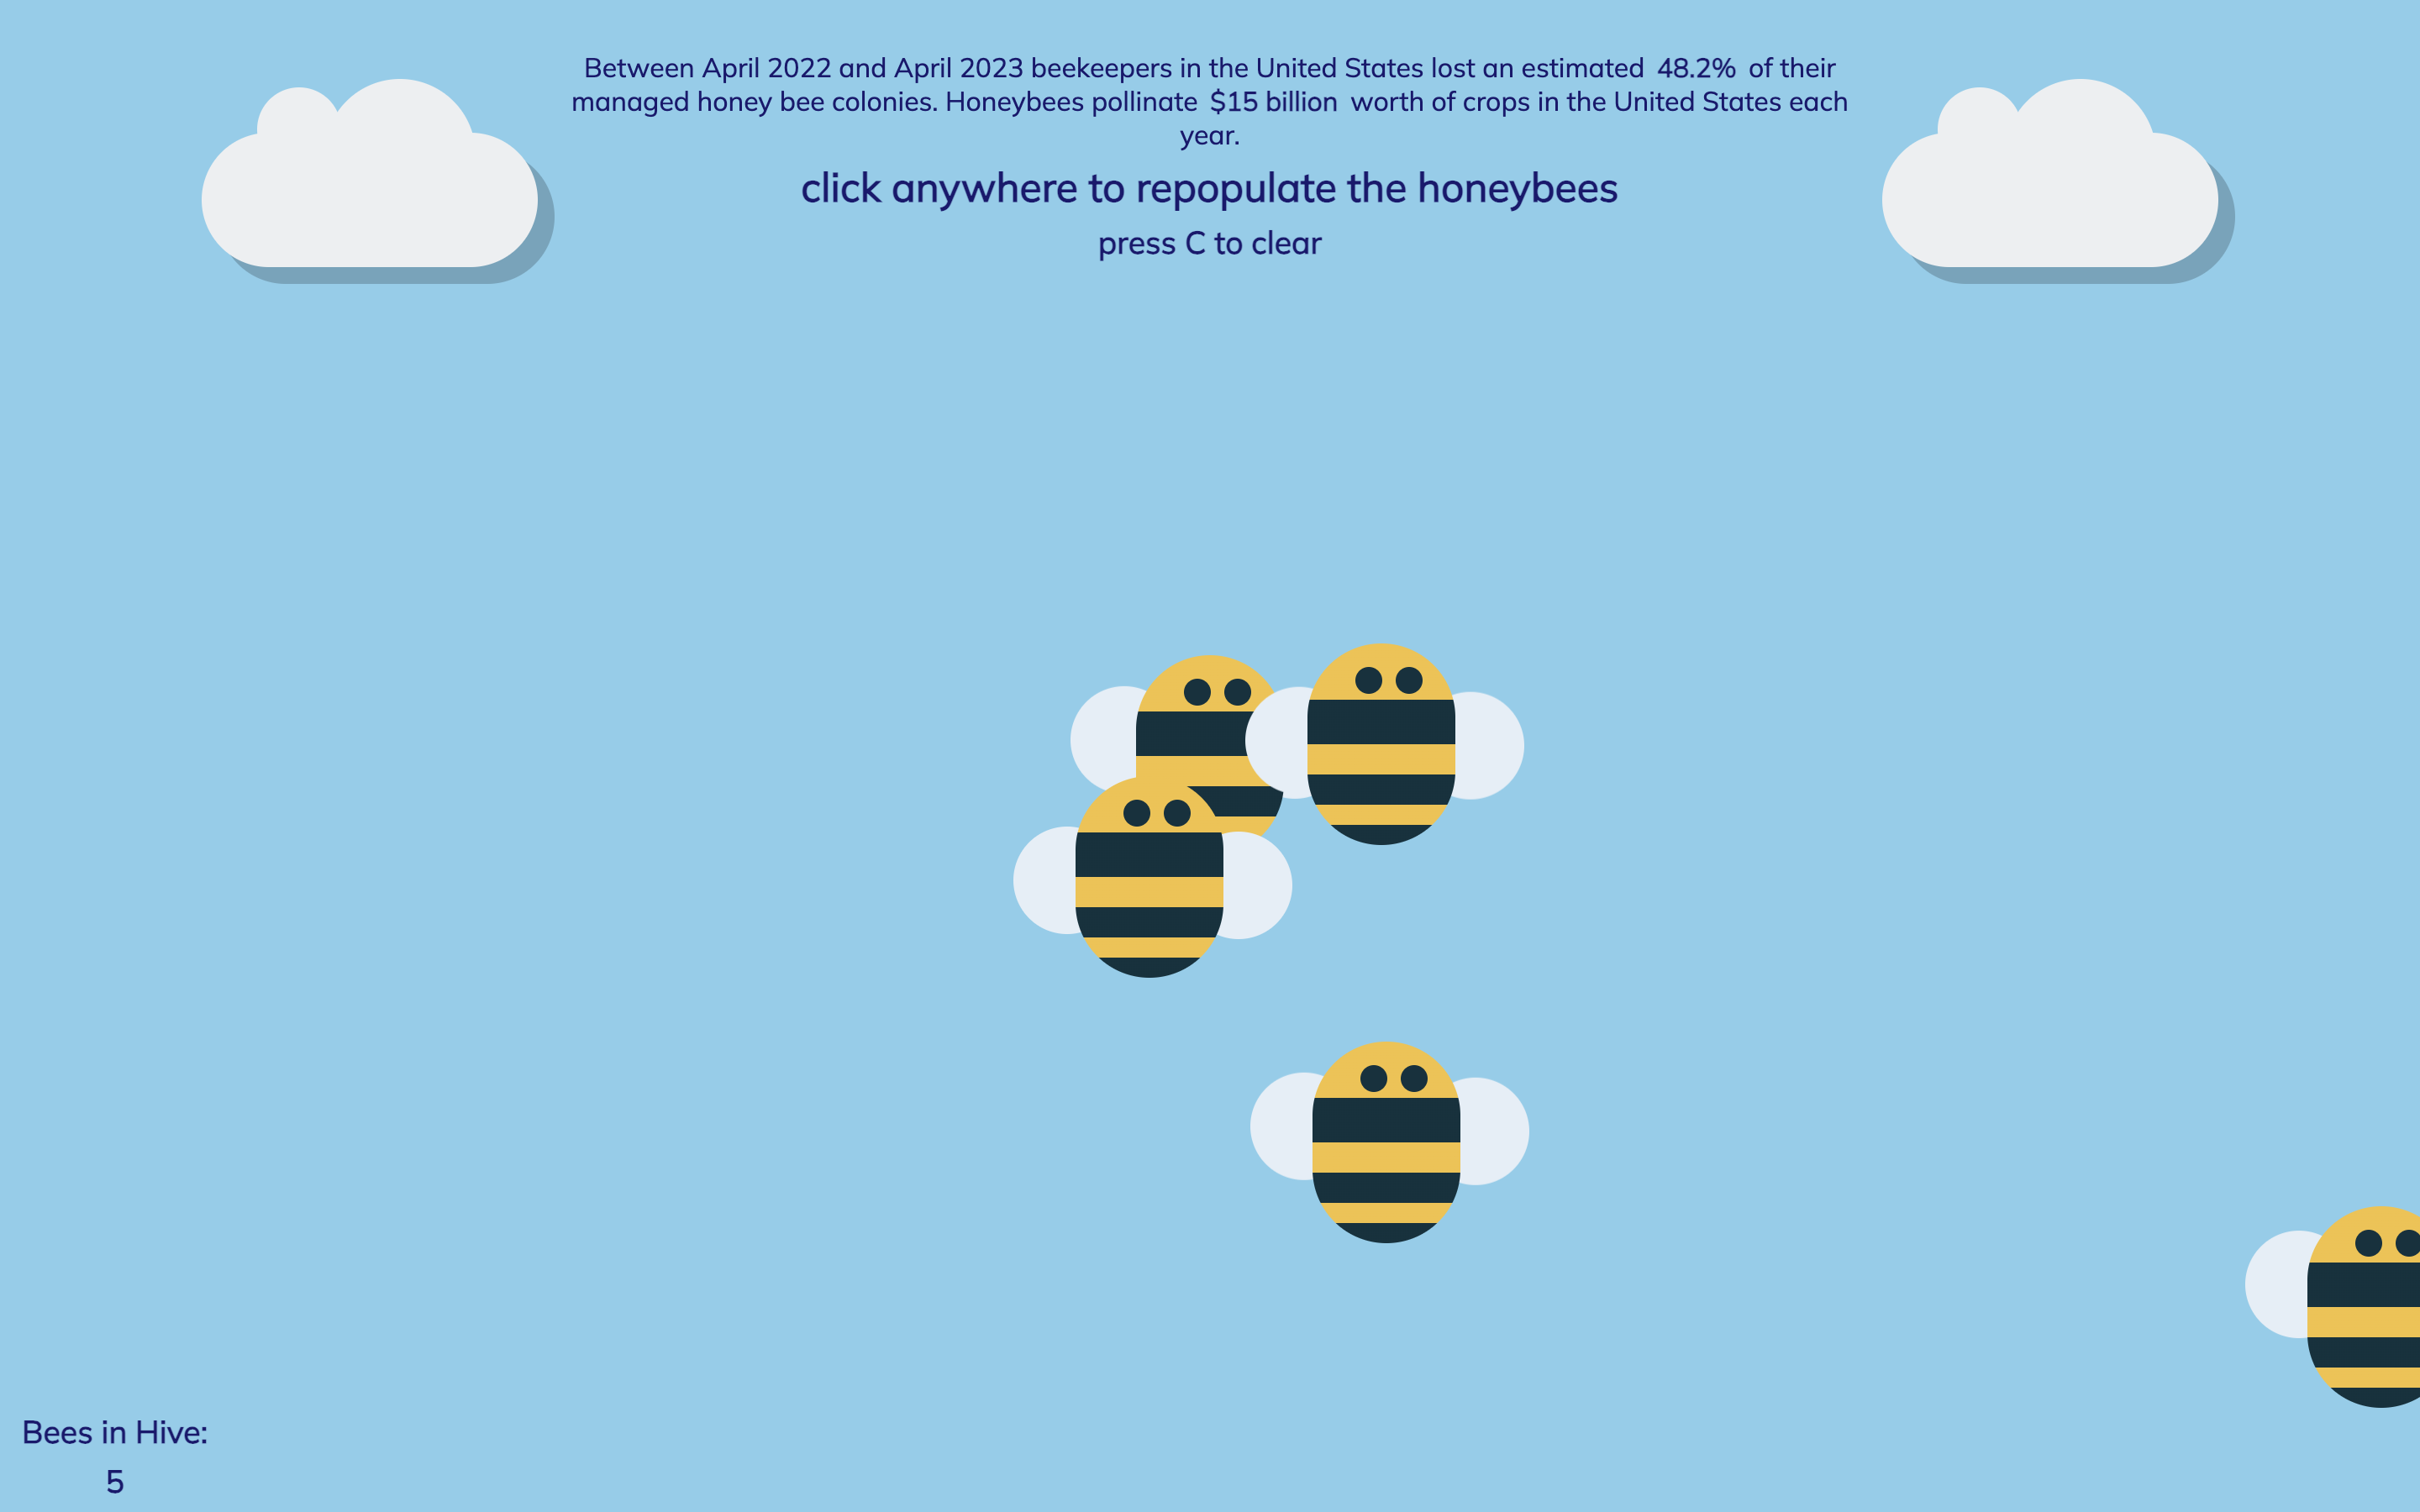 Between April 2022 and April 2023 beekeepers in the United States lost an estimated 48.2% of their
managed honey bee colonies. Honeybees pollinate $15 billion worth of crops in the United States each
year.
click anywhere to repopulate the honeybees
press C to clear
Bees in Hive:
5